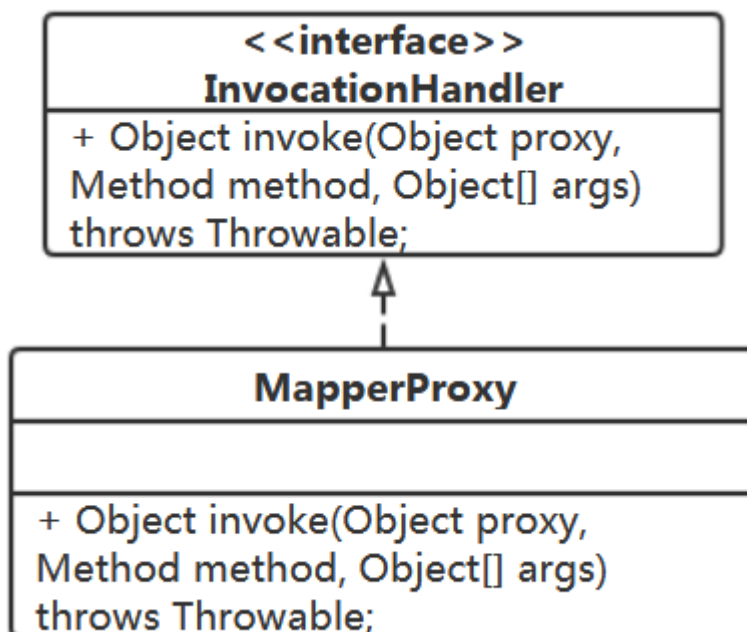 <<interface>>
InvocationHandler
+ Object invoke(Object proxy,
Method method, Object[] args)
throws Throwable;
MapperProxy
+ Object invoke(Object proxy,
Method method, Object[] args)
throws Throwable;